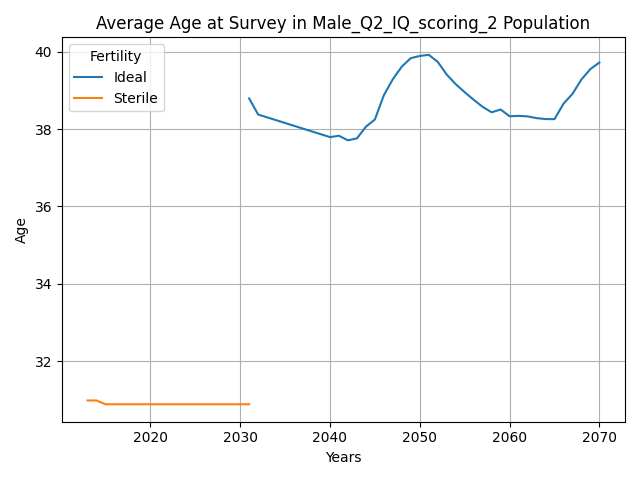 Average Age at Survey in Male_Q2_IQ_scoring_2 Population
Fertility
Ideal
Sterile
40
38
36
34
32
Age
2020 2030 2040 2050 2060 2070
Years